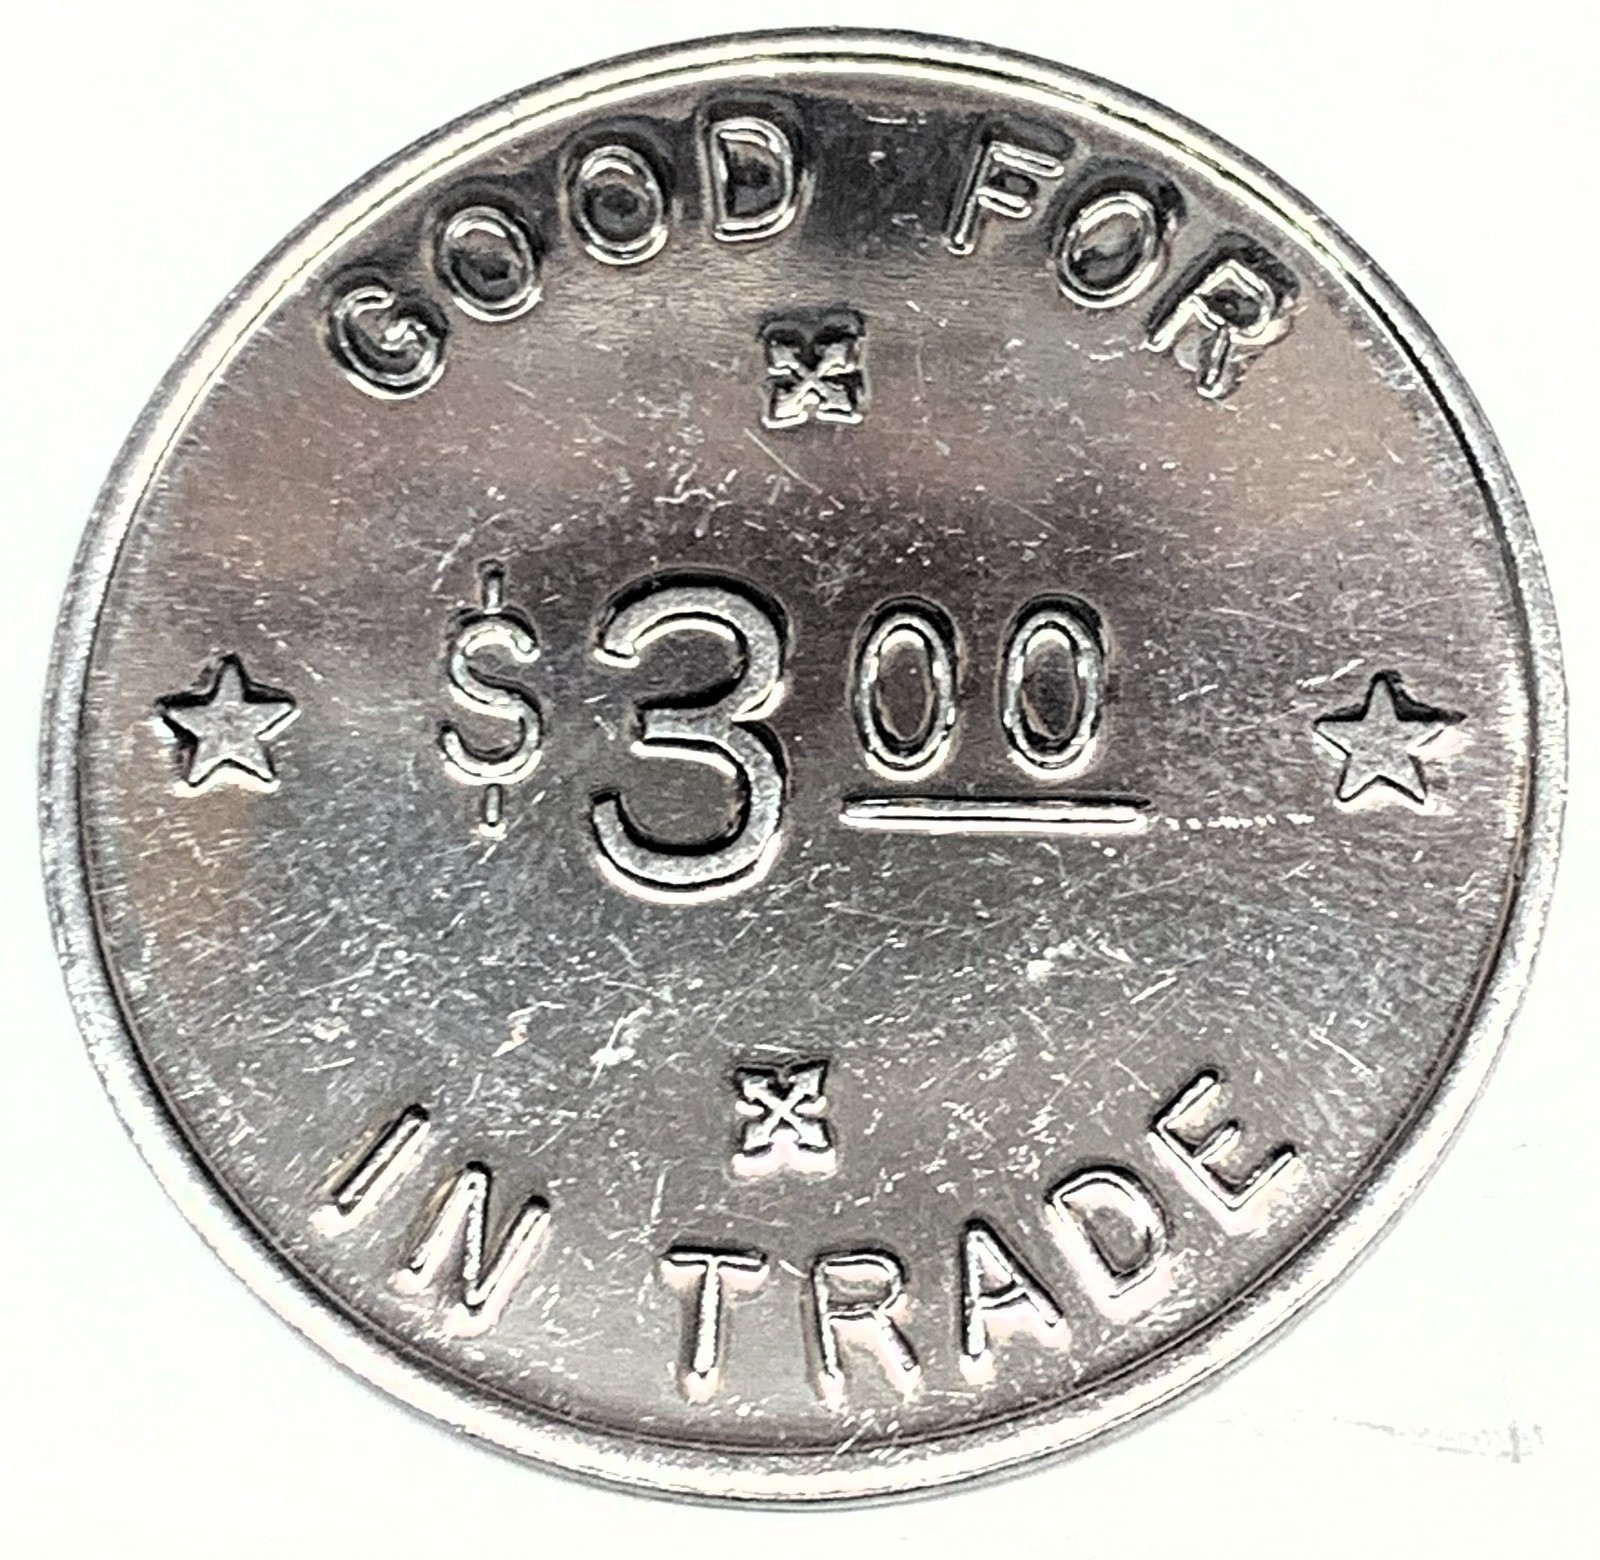 GOOD FOR
$3.00
IN TRADE